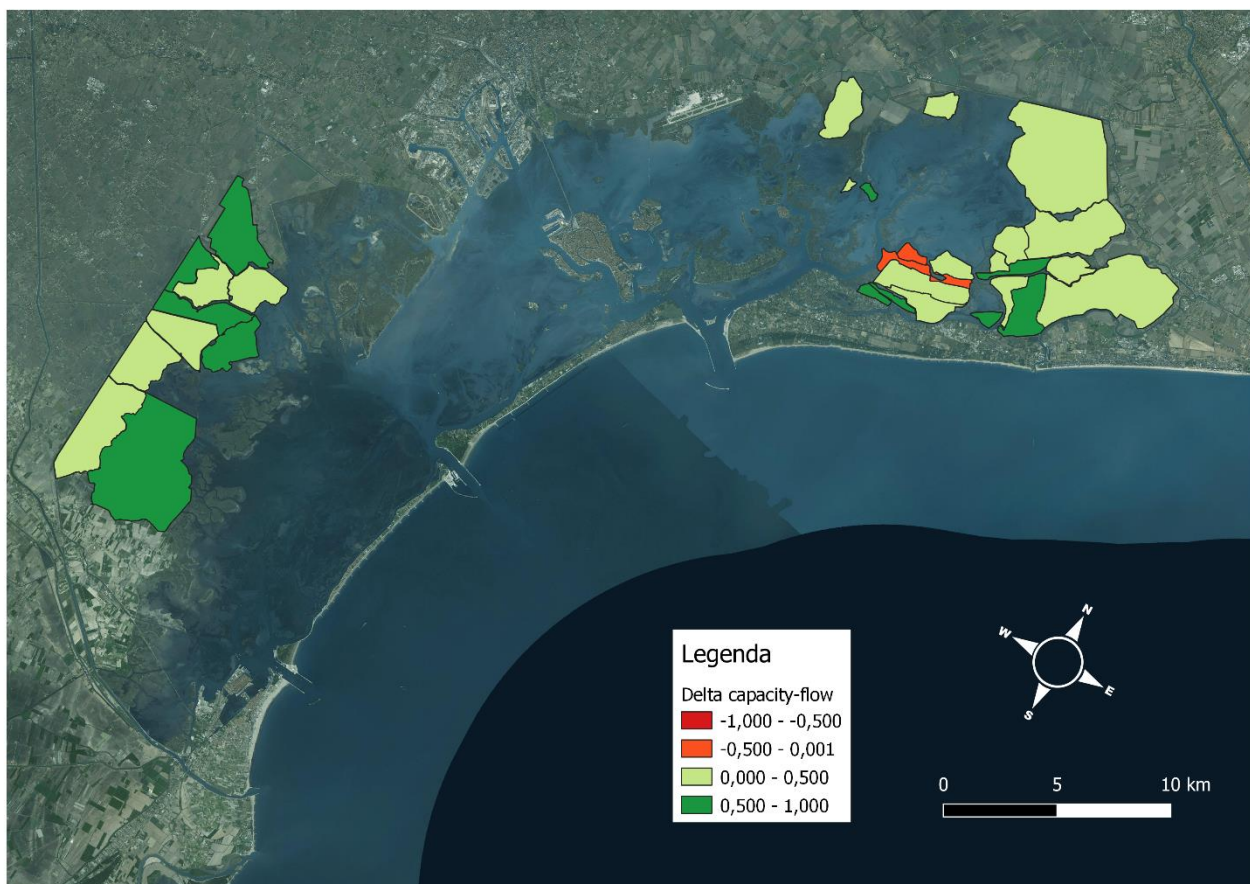 Legenda
Delta capacity-flow
-1,000 - -0,500
-0,500 - 0,001
0,000 - 0,500
0,500 - 1,000
N
W
E
S
0 5 10 km